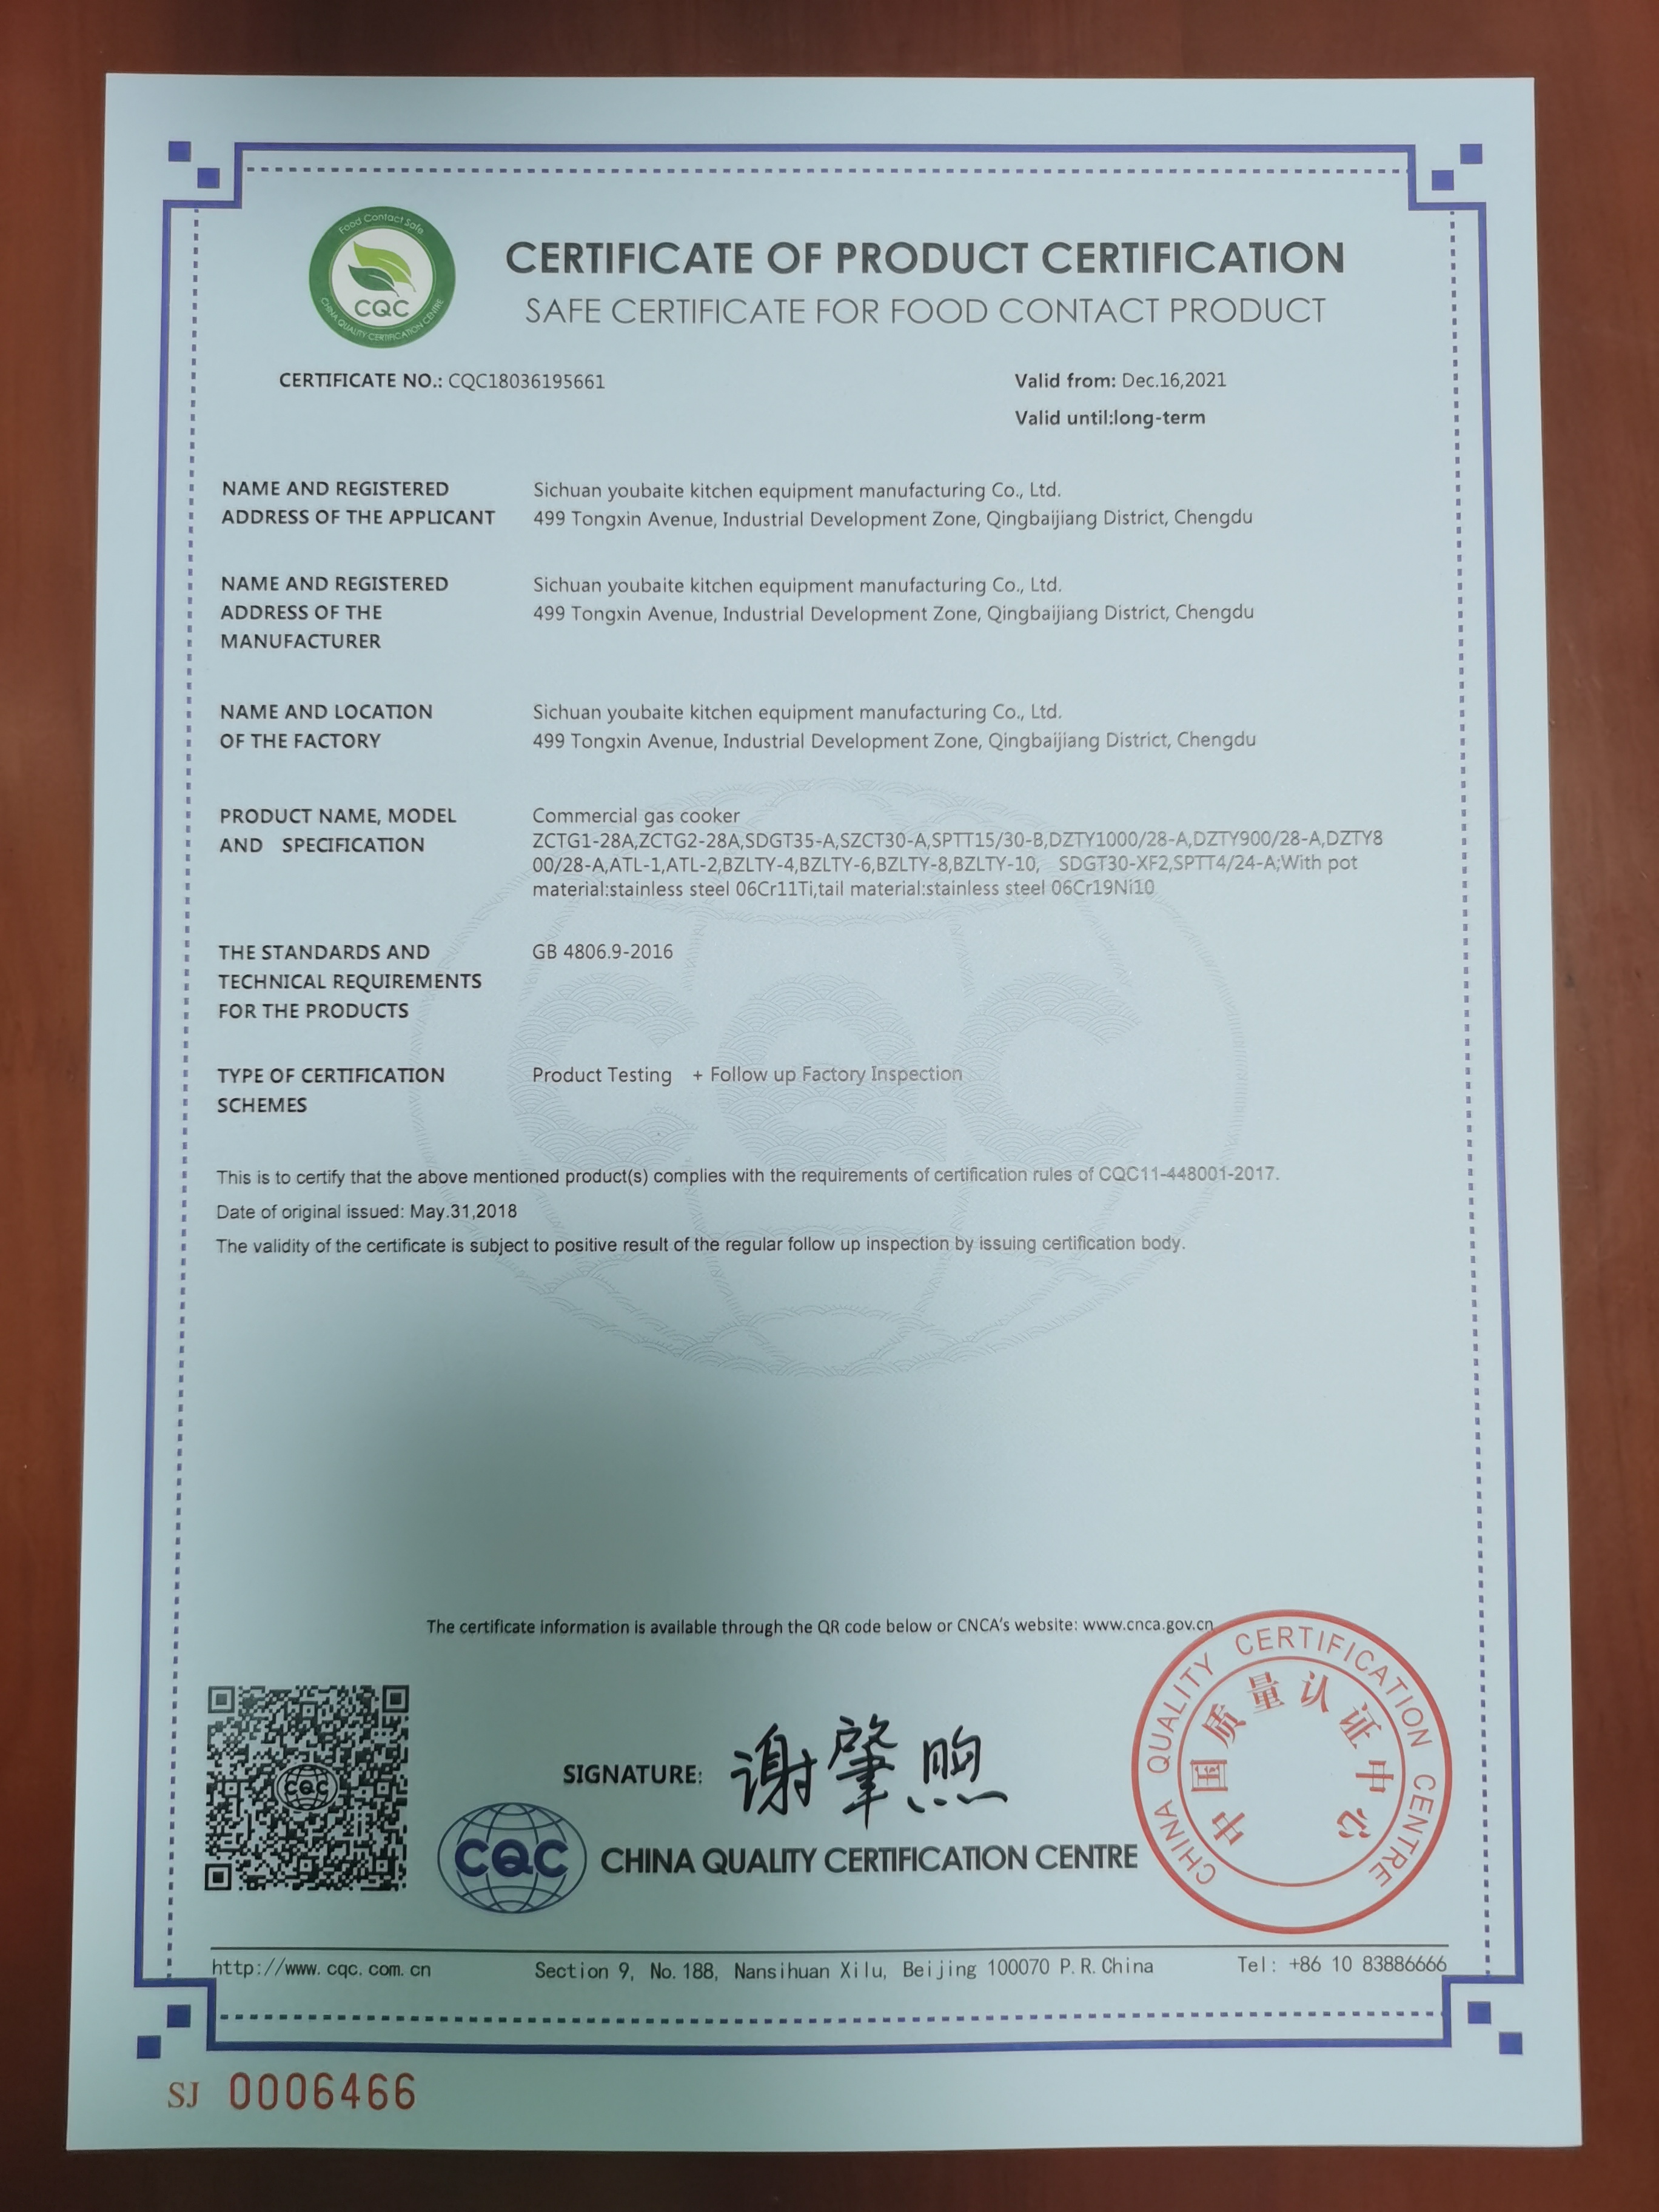 Food Contact Safe
CQC
CHINA QUALITY CERTIFICATION CENTRE
CERTIFICATE OF PRODUCT CERTIFICATION
SAFE CERTIFICATE FOR FOOD CONTACT PRODUCT
CERTIFICATE NO.: CQC18036195661
Valid from: Dec.16,2021
Valid until:long-term
NAME AND REGISTERED
ADDRESS OF THE APPLICANT
Sichuan youbaite kitchen equipment manufacturing Co., Ltd.
499 Tongxin Avenue, Industrial Development Zone, Qingbaijiang District, Chengdu
NAME AND REGISTERED
ADDRESS OF THE
MANUFACTURER
Sichuan youbaite kitchen equipment manufacturing Co., Ltd.
499 Tongxin Avenue, Industrial Development Zone, Qingbaijiang District, Chengdu
NAME AND LOCATION
OF THE FACTORY
Sichuan youbaite kitchen equipment manufacturing Co., Ltd.
499 Tongxin Avenue, Industrial Development Zone, Qingbaijiang District, Chengdu
PRODUCT NAME, MODEL
AND SPECIFICATION
Commercial gas cooker
ZCTG1-28A,ZCTG2-28A,SDGT35-A,SZCT30-A,SPTT15/30-B,DZTY1000/28-A,DZTY900/28-A,DZTY8
00/28-A,ATL-1,ATL-2,BZLTY-4,BZLTY-6,BZLTY-8,BZLTY-10, SDGT30-XF2,SPTT4/24-A;With pot
material:stainless steel 06Cr11Ti,tail material:stainless steel 06Cr19Ni10
THE STANDARDS AND
TECHNICAL REQUIREMENTS
FOR THE PRODUCTS
GB 4806.9-2016
TYPE OF CERTIFICATION
SCHEMES
Product Testing + Follow up Factory Inspection
CQC
This is to certify that the above mentioned product(s) complies with the requirements of certification rules of CQC11-448001-2017.
Date of original issued: May.31,2018
The validity of the certificate is subject to positive result of the regular follow up inspection by issuing certification body.
The certificate information is available through the QR code below or CNCA's website: www.cnca.gov.cn
CQC
SIGNATURE: 谢肇煦
CQC
CHINA QUALITY CERTIFICATION CENTRE
CHINA QUALITY CERTIFICATION CENTRE
中国质量认证中心
http://www.cqc.com.cn
Section 9, No.188, Nansihuan Xilu, Beijing 100070 P.R.China
Tel: +86 10 83886666
SJ 0006466